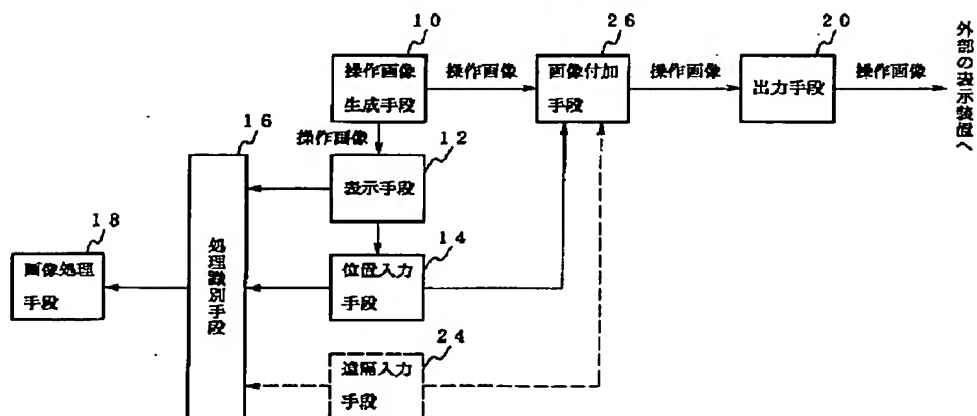 10
操作画像
生成手段
操作画像
26
画像付加
手段
操作画像
20
出力手段
操作画像
外部の表示装置へ
操作画像
12
表示手段
16
処理識別手段
18
画像処理
手段
14
位置入力
手段
24
遠隔入力
手段